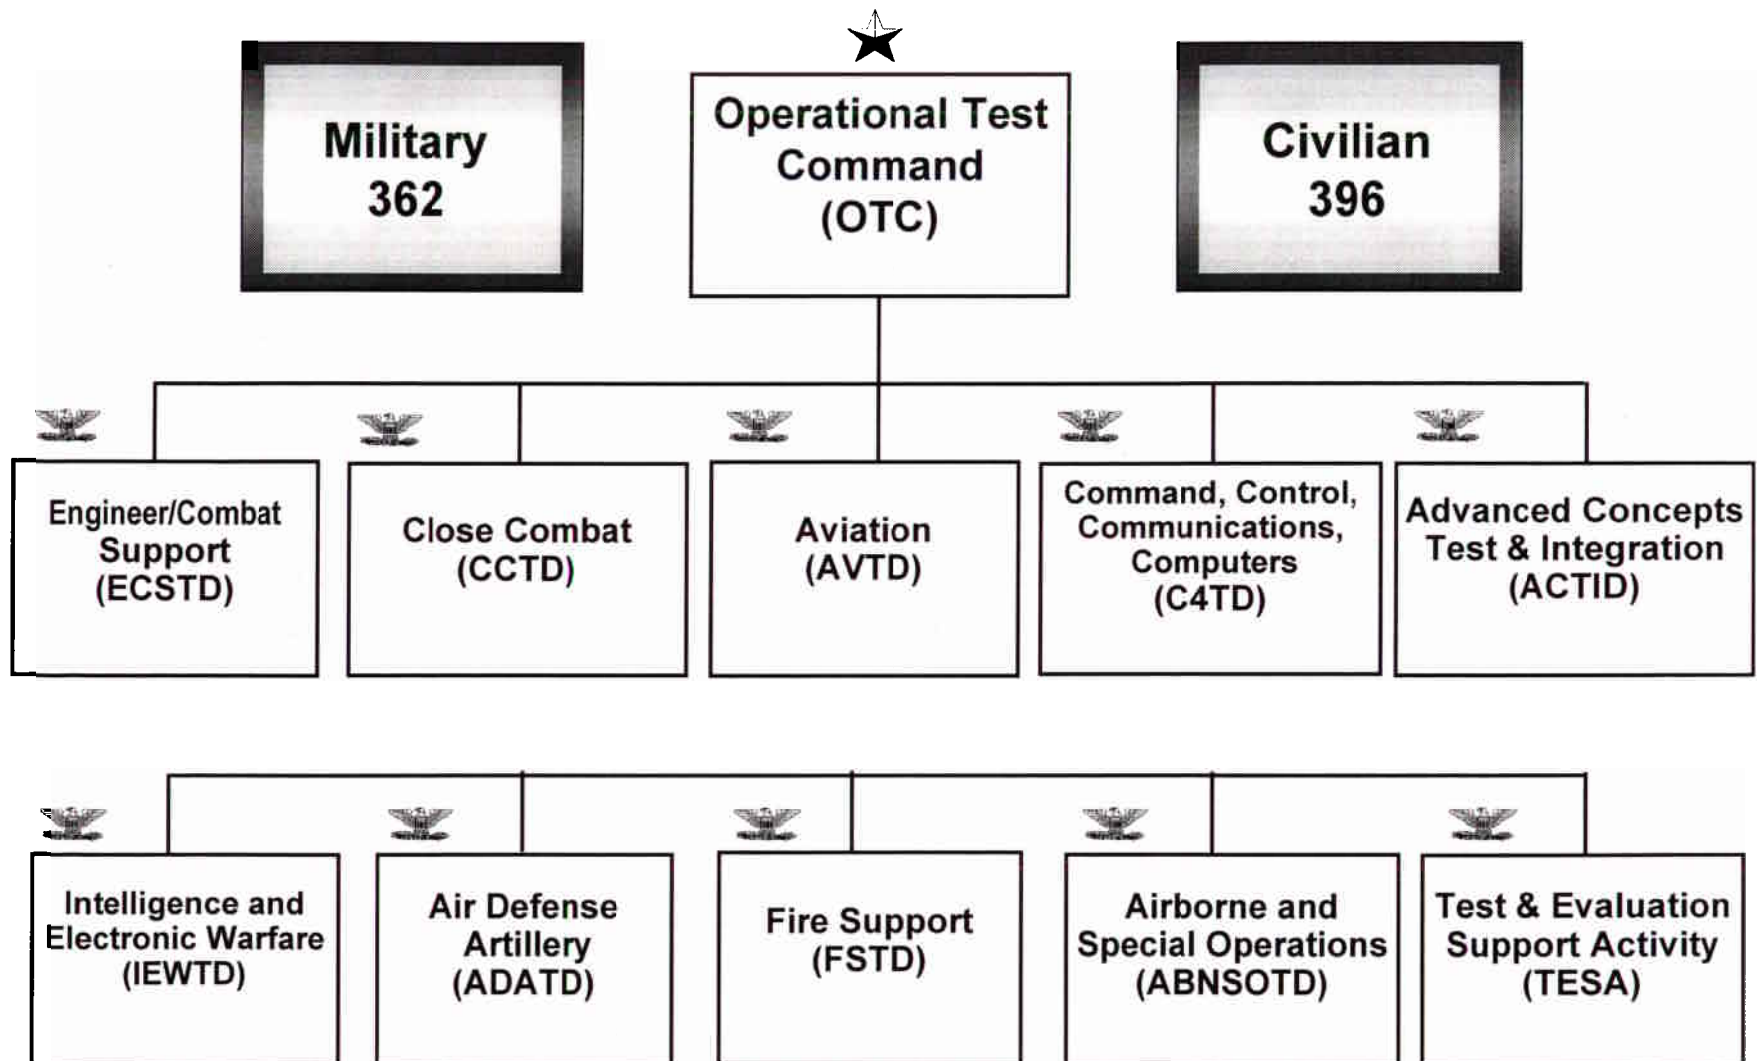 Military
362
Operational Test
Command
(OTC)
Civilian
396
Engineer/Combat
Support
(ECSTD)
Close Combat
(CCTD)
Aviation
(AVTD)
Command, Control,
Communications,
Computers
(C4TD)
Advanced Concepts
Test & Integration
(ACTID)
Intelligence and
Electronic Warfare
(IEWTD)
Air Defense
Artillery
(ADATD)
Fire Support
(FSTD)
Airborne and
Special Operations
(ABNSOTD)
Test & Evaluation
Support Activity
(TESA)